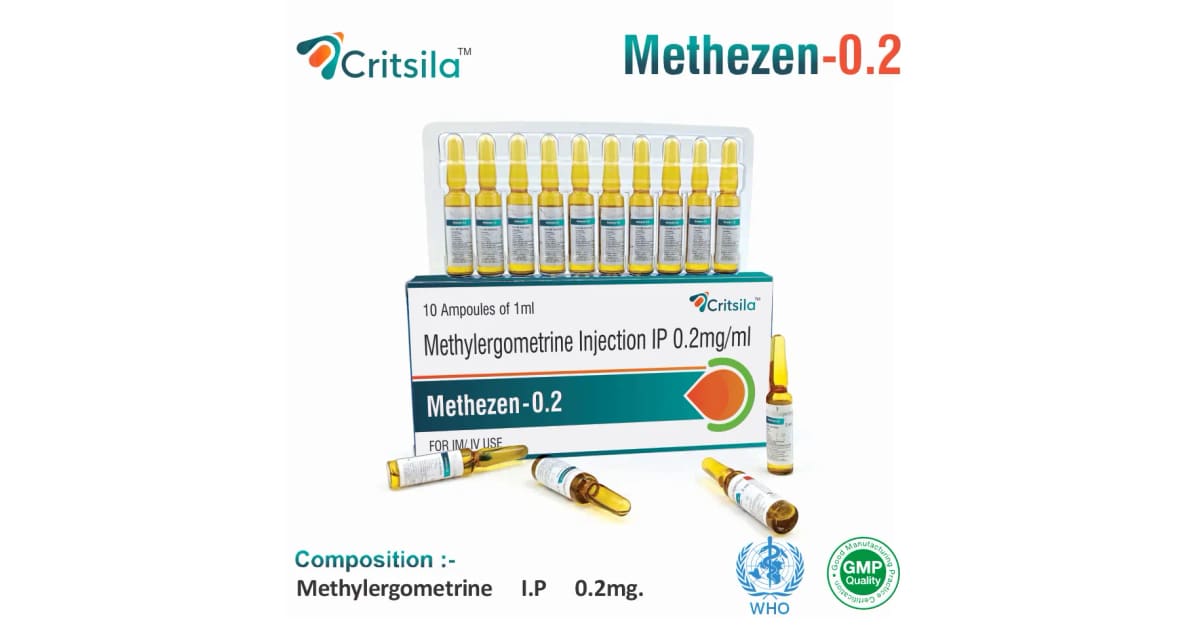 Critsila™
Methezen-0.2
10 Ampoules of 1ml
Critsila™
Methylergometrine Injection IP 0.2mg/ml
Methezen-0.2
FOR IM/IV USE
Composition :-
Methylergometrine I.P 0.2mg.
WHO
Good Manufacturing Practice Certification
GMP
Quality